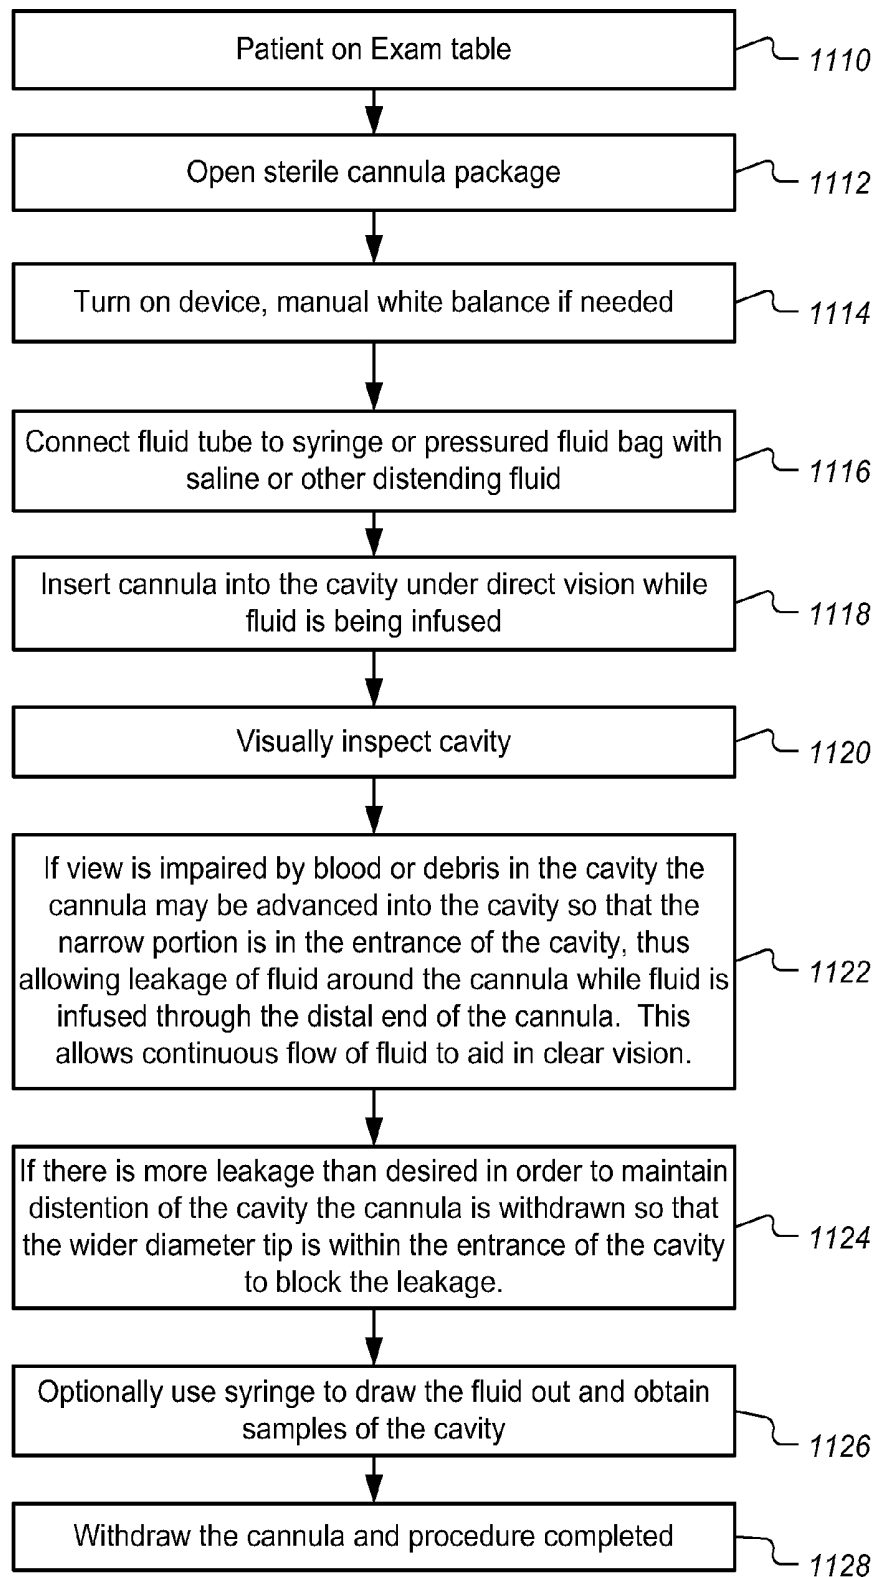 Patient on Exam table
1110
Open sterile cannula package
1112
Turn on device, manual white balance if needed
1114
Connect fluid tube to syringe or pressured fluid bag with
saline or other distending fluid
1116
Insert cannula into the cavity under direct vision while
fluid is being infused
1118
Visually inspect cavity
1120
If view is impaired by blood or debris in the cavity the
cannula may be advanced into the cavity so that the
narrow portion is in the entrance of the cavity, thus
allowing leakage of fluid around the cannula while fluid is
infused through the distal end of the cannula.  This
allows continuous flow of fluid to aid in clear vision.
1122
If there is more leakage than desired in order to maintain
distention of the cavity the cannula is withdrawn so that
the wider diameter tip is within the entrance of the cavity
to block the leakage.
1124
Optionally use syringe to draw the fluid out and obtain
samples of the cavity
1126
Withdraw the cannula and procedure completed
1128